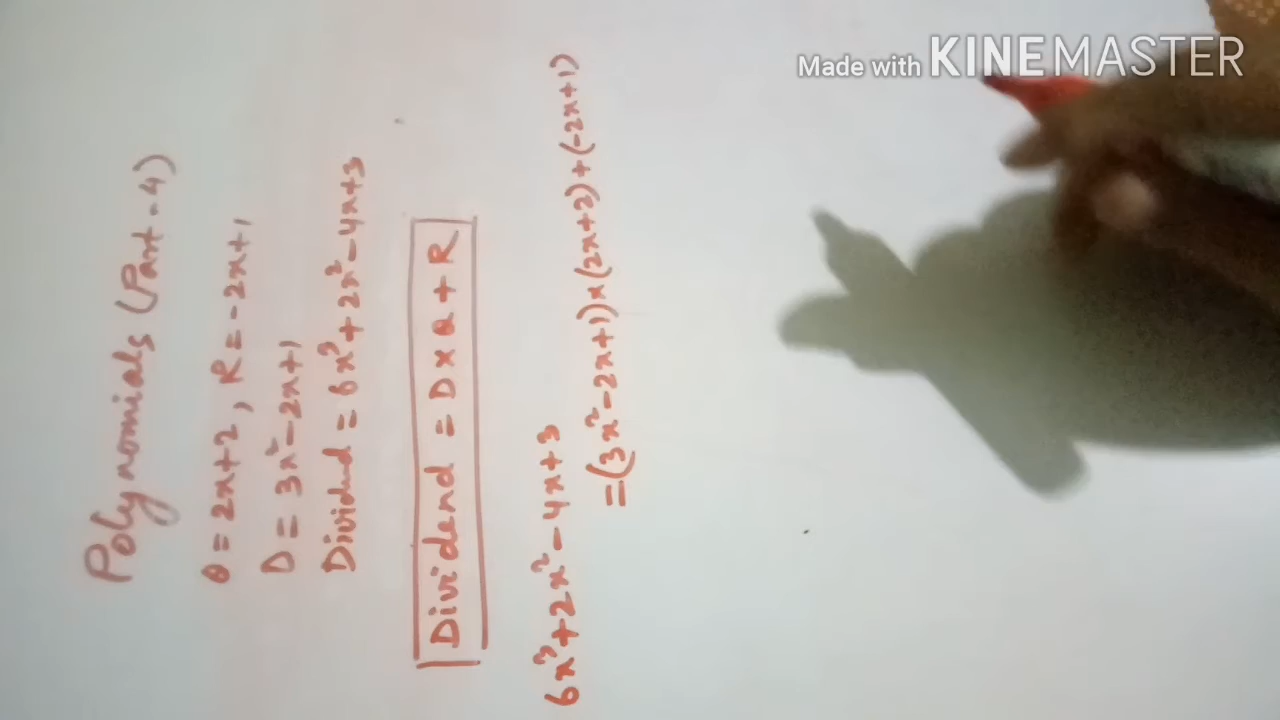 Polynomials (Part-4)
Q = 2x+2, R = -2x+1
D = 3x²-2x+1
Dividend = 6x³+2x²-4x+3
Dividend = D×Q+R
6x³+2x²-4x+3
=(3x²-2x+1)×(2x+2)+(-2x+1)
Made with KINEMASTER